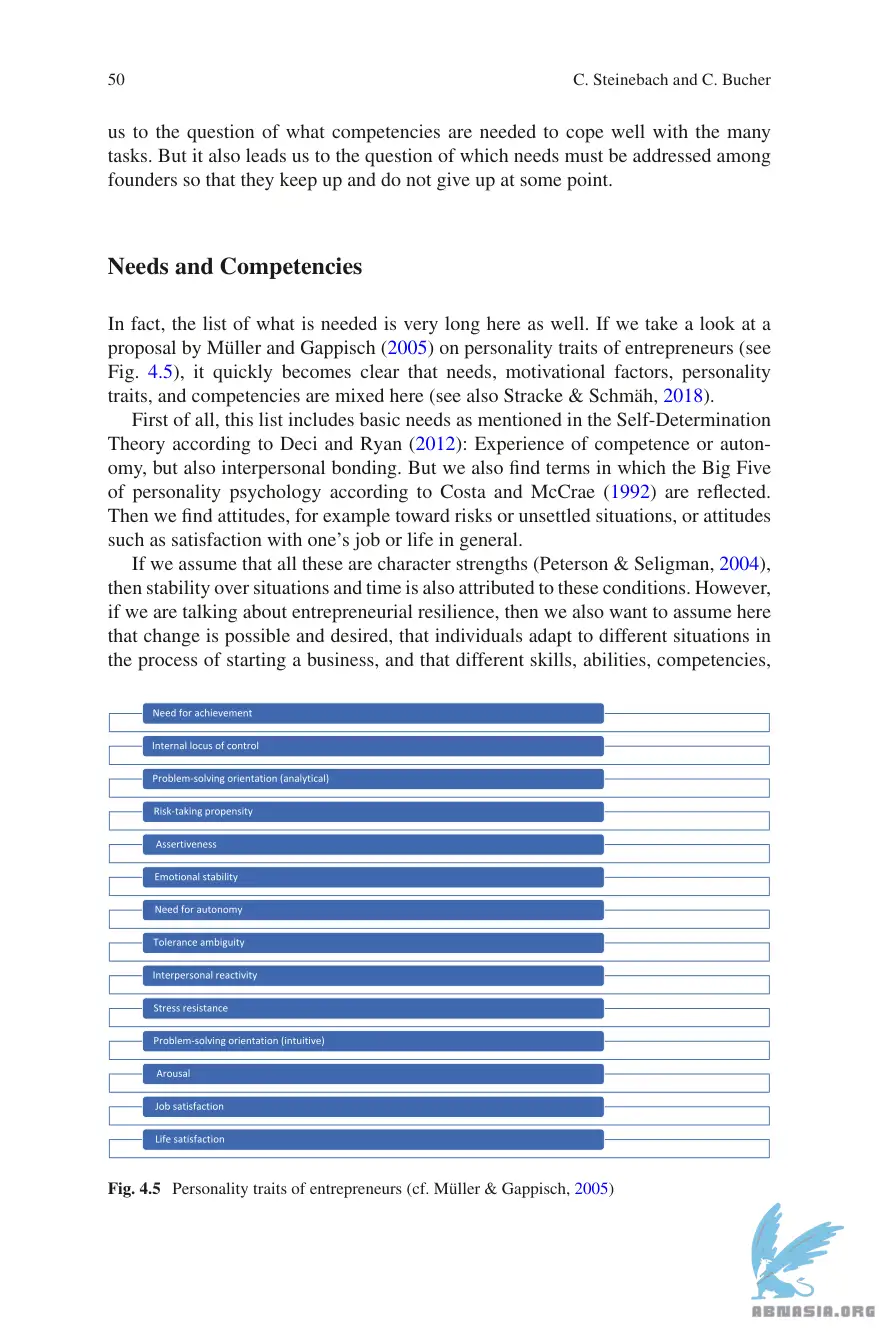 50
C. Steinebach and C. Bucher
us to the question of what competencies are needed to cope well with the many
tasks. But it also leads us to the question of which needs must be addressed among
founders so that they keep up and do not give up at some point.
Needs and Competencies
In fact, the list of what is needed is very long here as well. If we take a look at a
proposal by Müller and Gappisch (2005) on personality traits of entrepreneurs (see
Fig. 4.5), it quickly becomes clear that needs, motivational factors, personality
traits, and competencies are mixed here (see also Stracke & Schmäh, 2018).
First of all, this list includes basic needs as mentioned in the Self-Determination
Theory according to Deci and Ryan (2012): Experience of competence or auton-
omy, but also interpersonal bonding. But we also find terms in which the Big Five
of personality psychology according to Costa and McCrae (1992) are reflected.
Then we find attitudes, for example toward risks or unsettled situations, or attitudes
such as satisfaction with one's job or life in general.
If we assume that all these are character strengths (Peterson & Seligman, 2004),
then stability over situations and time is also attributed to these conditions. However,
if we are talking about entrepreneurial resilience, then we also want to assume here
that change is possible and desired, that individuals adapt to different situations in
the process of starting a business, and that different skills, abilities, competencies,
Need for achievement
Internal locus of control
Problem-solving orientation (analytical)
Risk-taking propensity
Assertiveness
Emotional stability
Need for autonomy
Tolerance ambiguity
Interpersonal reactivity
Stress resistance
Problem-solving orientation (intuitive)
Arousal
Job satisfaction
Life satisfaction
Fig. 4.5 Personality traits of entrepreneurs (cf. Müller & Gappisch, 2005)
ABNASIA.ORG